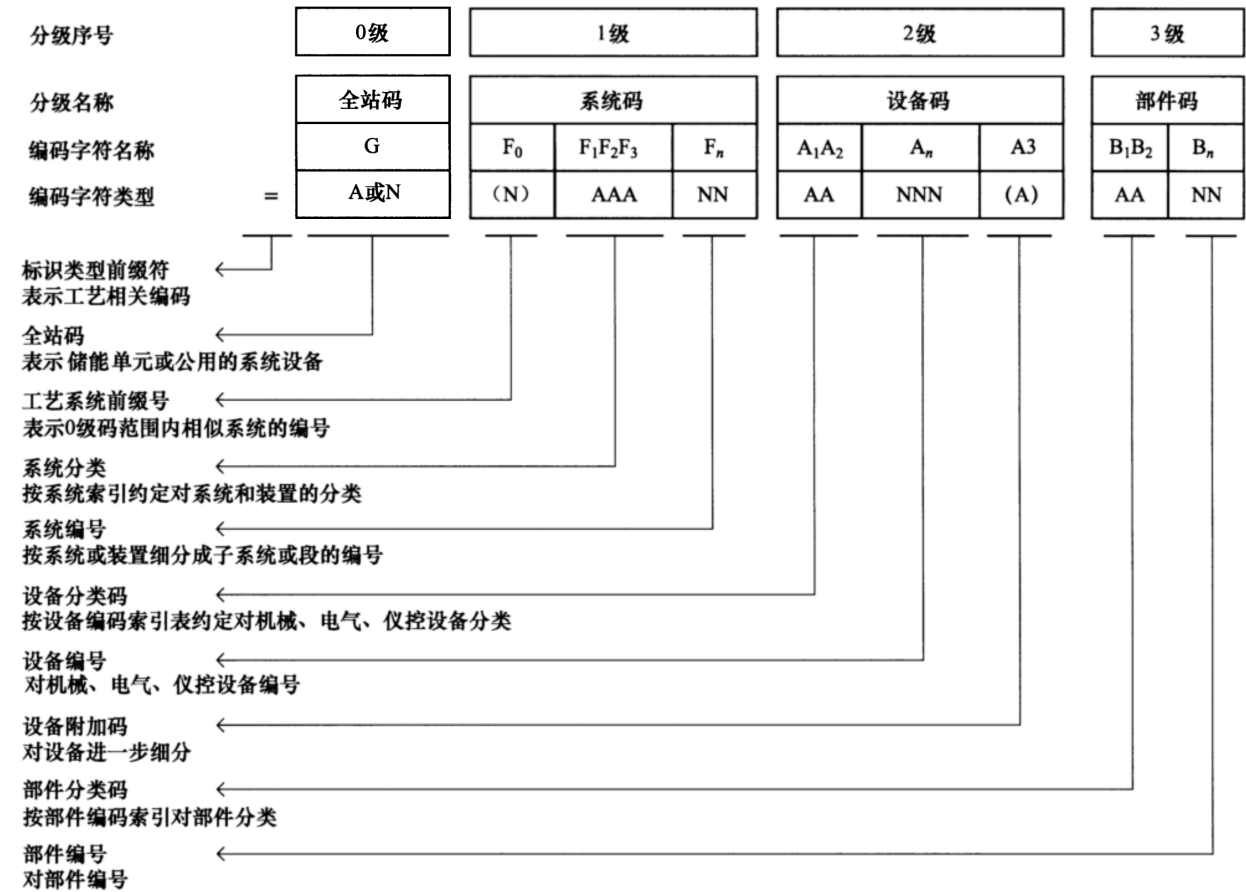 分级序号 0级 1级 2级 3级
分级名称 全站码 系统码 设备码 部件码
编码字符名称 G F₀ F₁F₂F₃ Fₙ A₁A₂ Aₙ A3 B₁B₂ Bₙ
编码字符类型 = A或N （N） AAA NN AA NNN （A） AA NN
标识类型前缀符
表示工艺相关编码
全站码
表示储能单元或公用的系统设备
工艺系统前缀号
表示0级码范围内相似系统的编号
系统分类
按系统索引约定对系统和装置的分类
系统编号
按系统或装置细分成子系统或段的编号
设备分类码
按设备编码索引表约定对机械、电气、仪控设备分类
设备编号
对机械、电气、仪控设备编号
设备附加码
对设备进一步细分
部件分类码
按部件编码索引对部件分类
部件编号
对部件编号